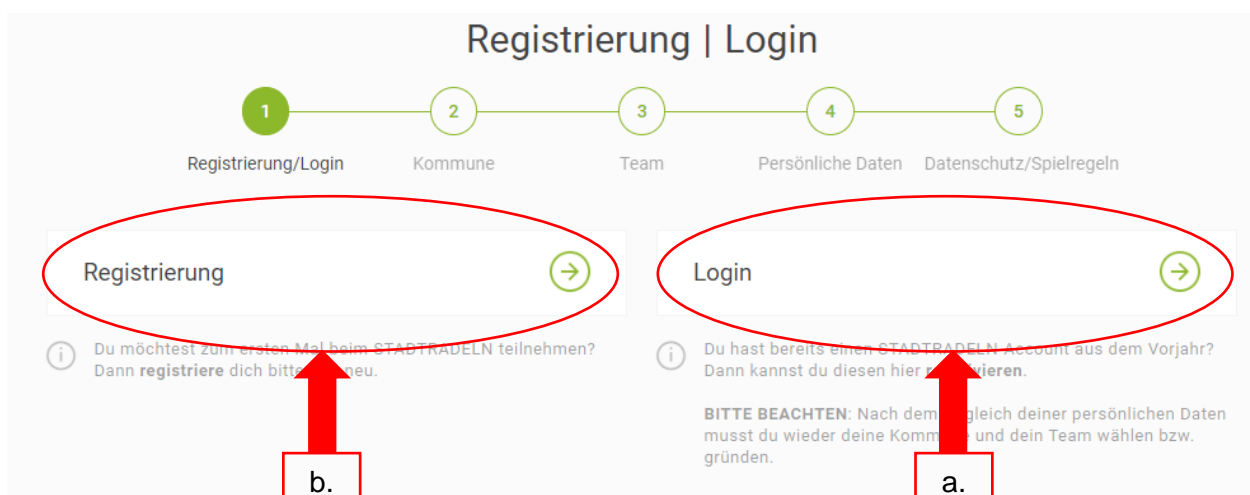 Registrierung | Login
1 2 3 4 5
Registrierung/Login Kommune Team Persönliche Daten Datenschutz/Spielregeln
Registrierung
Du möchtest zum ersten Mal beim STADTRADELN teilnehmen?
Dann registriere dich bitte neu.
b.
Login
Du hast bereits einen STADTRADELN-Account aus dem Vorjahr?
Dann kannst du diesen hier
BITTE BEACHTEN: Nach dem deiner persönlichen Daten
musst du wieder deine und dein Team wählen bzw.
gründen.
a.